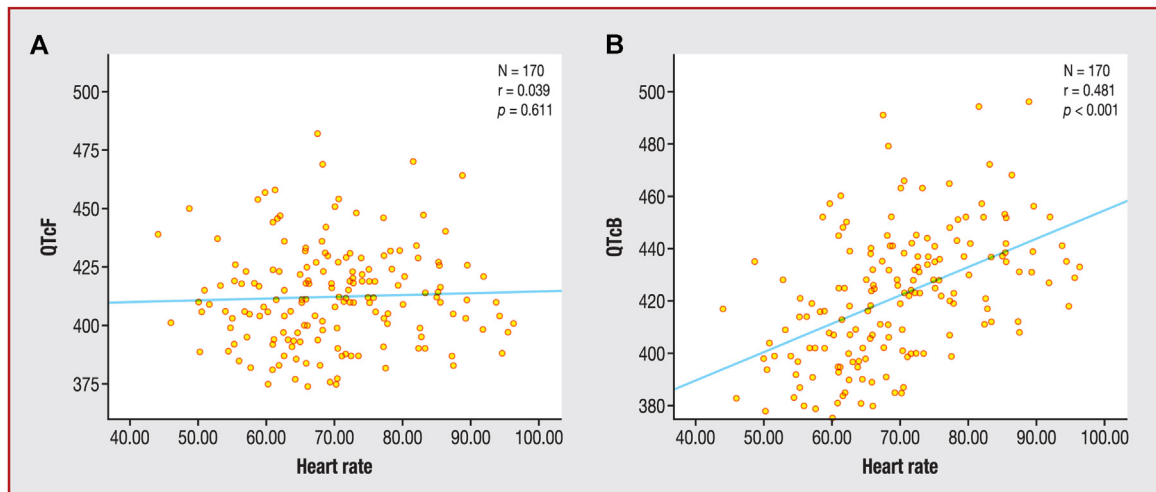 A
N = 170
r = 0.039
p = 0.611
500
475
450
425
400
375
QTcF
40.00 50.00 60.00 70.00 80.00 90.00 100.00
Heart rate
B
N = 170
r = 0.481
p < 0.001
500
480
460
440
420
400
380
QTcB
40.00 50.00 60.00 70.00 80.00 90.00 100.00
Heart rate